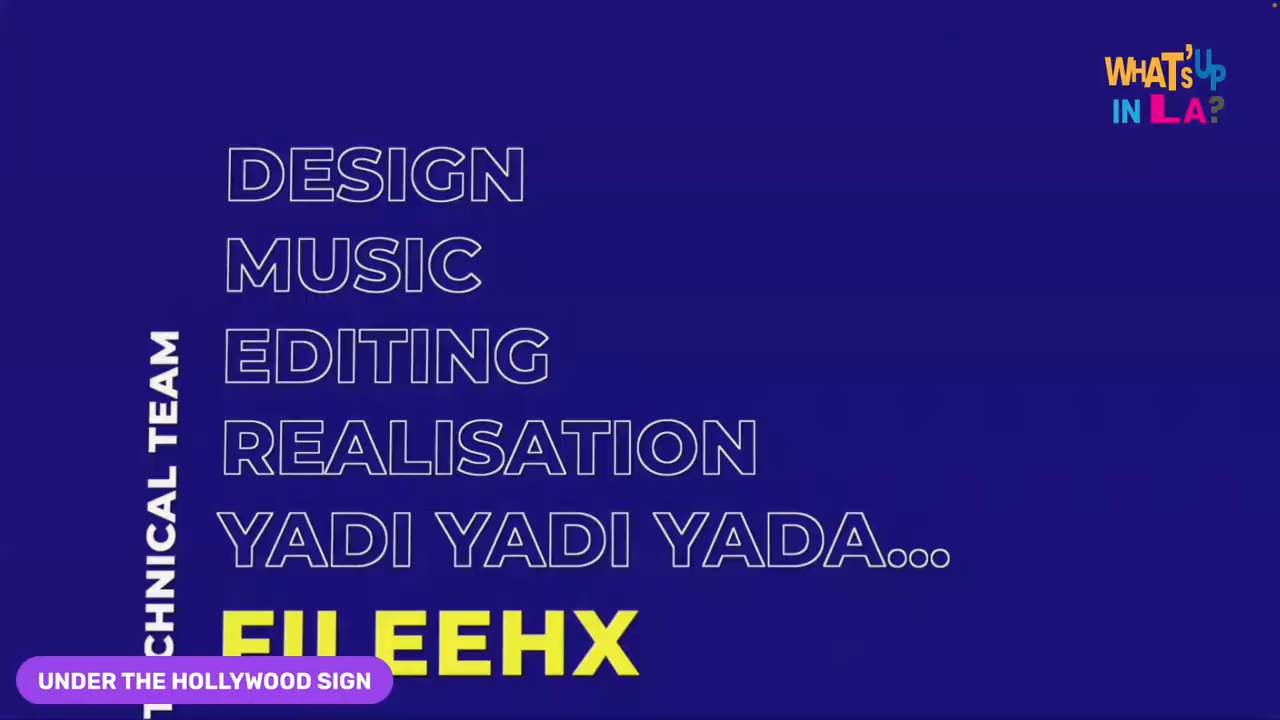 WHAT'S UP
IN LA?
DESIGN
MUSIC
EDITING
REALISATION
YADI YADI YADA...
TECHNICAL TEAM
UNDER THE HOLLYWOOD SIGN